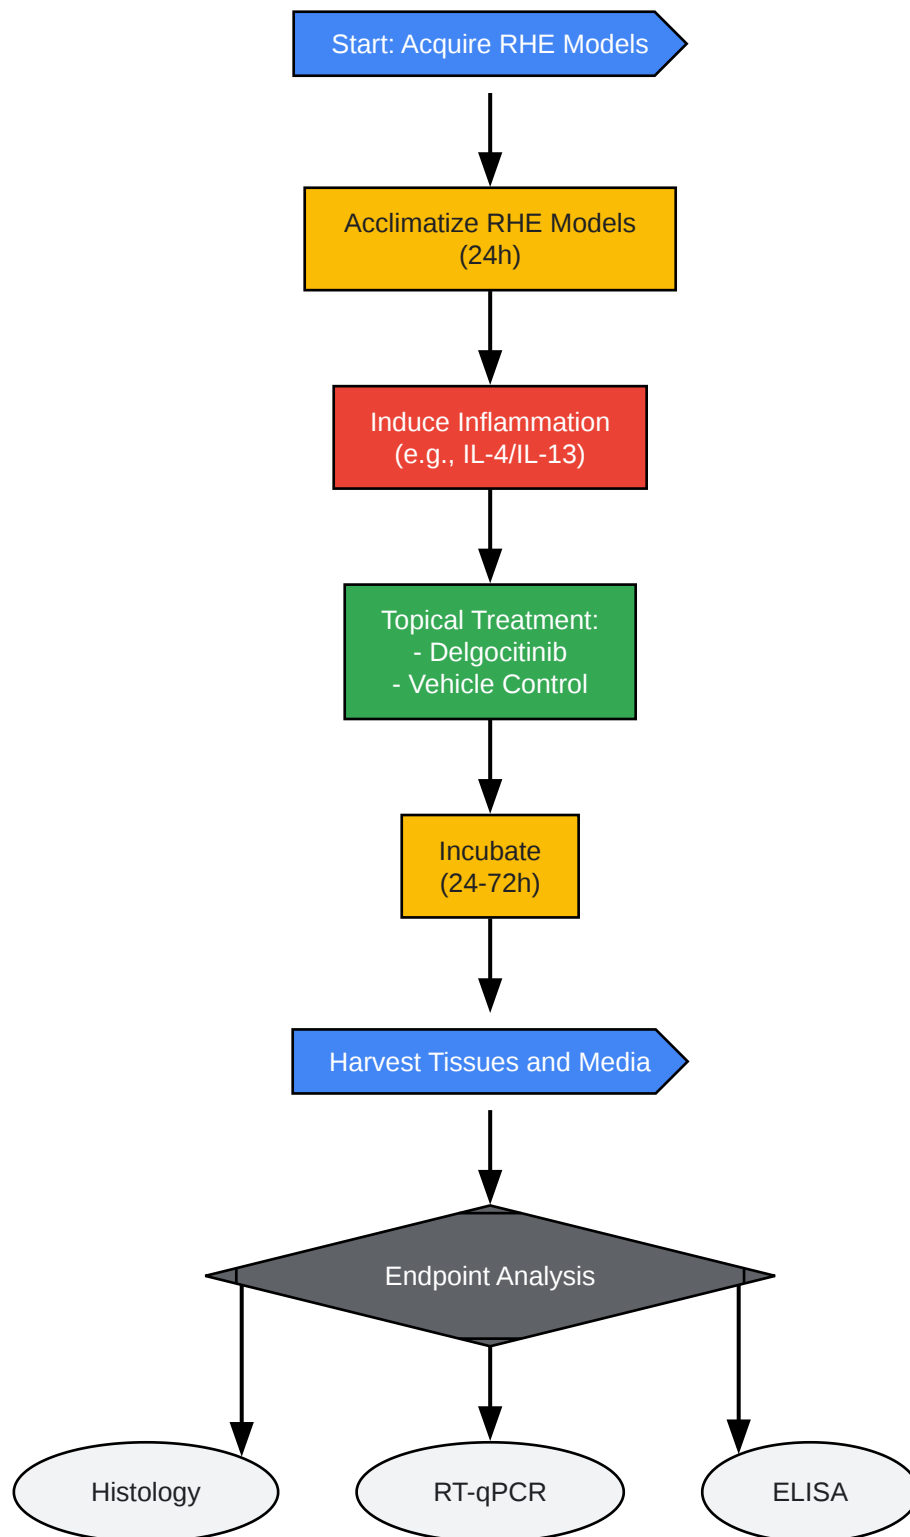 Start: Acquire RHE Models
Acclimatize RHE Models
(24h)
Induce Inflammation
(e.g., IL-4/IL-13)
Topical Treatment:
- Delgocitinib
- Vehicle Control
Incubate
(24-72h)
Harvest Tissues and Media
Endpoint Analysis
Histology
RT-qPCR
ELISA